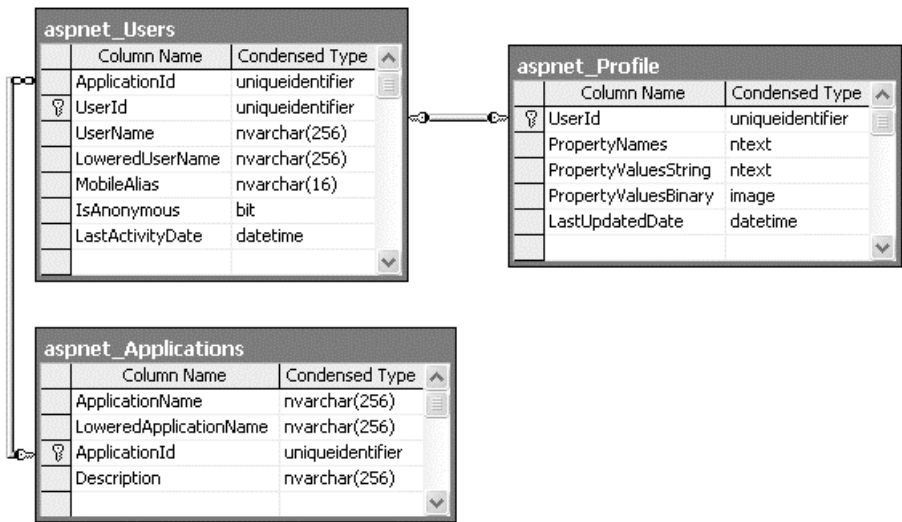 aspnet_Users
Column Name Condensed Type
ApplicationId uniqueidentifier
UserId uniqueidentifier
UserName nvarchar(256)
LoweredUserName nvarchar(256)
MobileAlias nvarchar(16)
IsAnonymous bit
LastActivityDate datetime
aspnet_Profile
Column Name Condensed Type
UserId uniqueidentifier
PropertyNames ntext
PropertyValuesString ntext
PropertyValuesBinary image
LastUpdatedDate datetime
aspnet_Applications
Column Name Condensed Type
ApplicationName nvarchar(256)
LoweredApplicationName nvarchar(256)
ApplicationId uniqueidentifier
Description nvarchar(256)